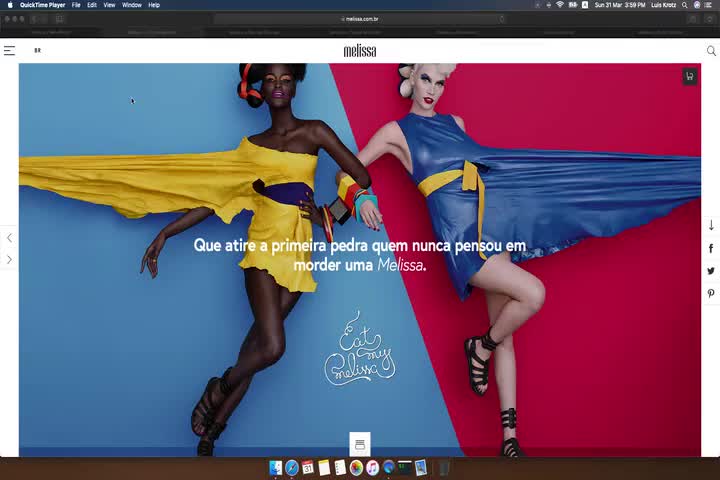 QuickTime Player File Edit View Window Help
Sun 31 Mar 3:59 PM Luis Krotz
melissa.com.br
BR
melissa
Que atire a primeira pedra quem nunca pensou em
morder uma Melissa.
Eat
my
melissa